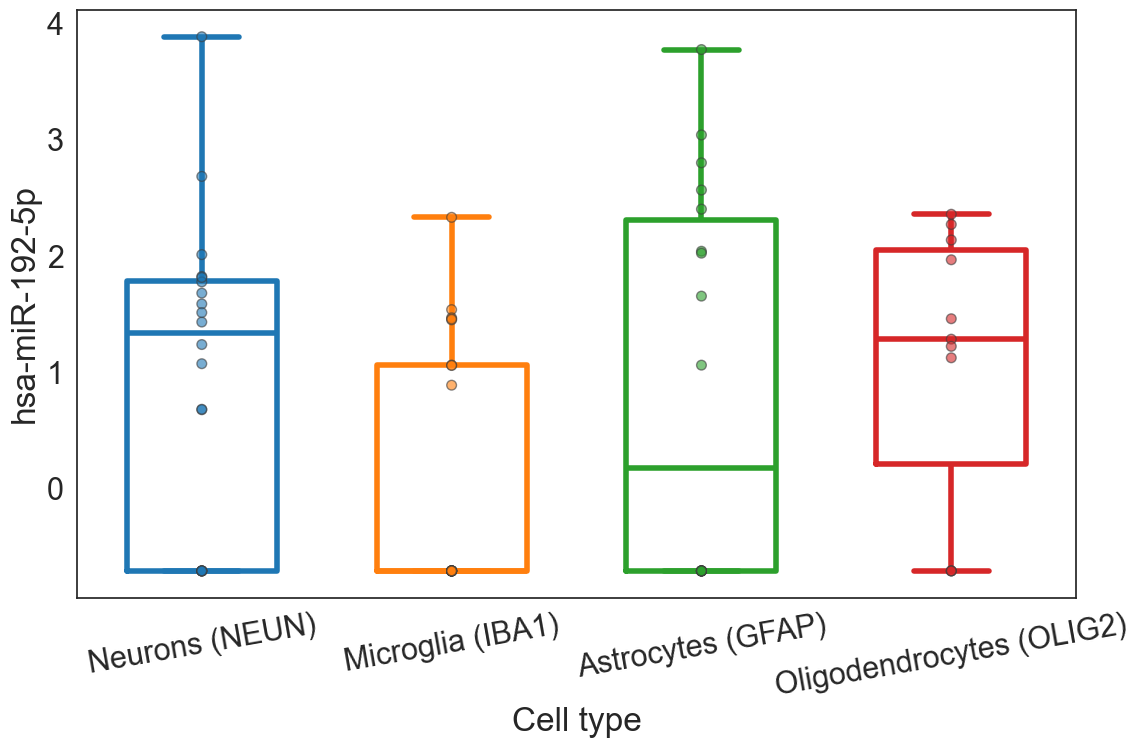 hsa-miR-192-5p
4
3
2
1
0
Neurons (NEUN)
Microglia (IBA1)
Astrocytes (GFAP)
Oligodendrocytes (OLIG2)
Cell type